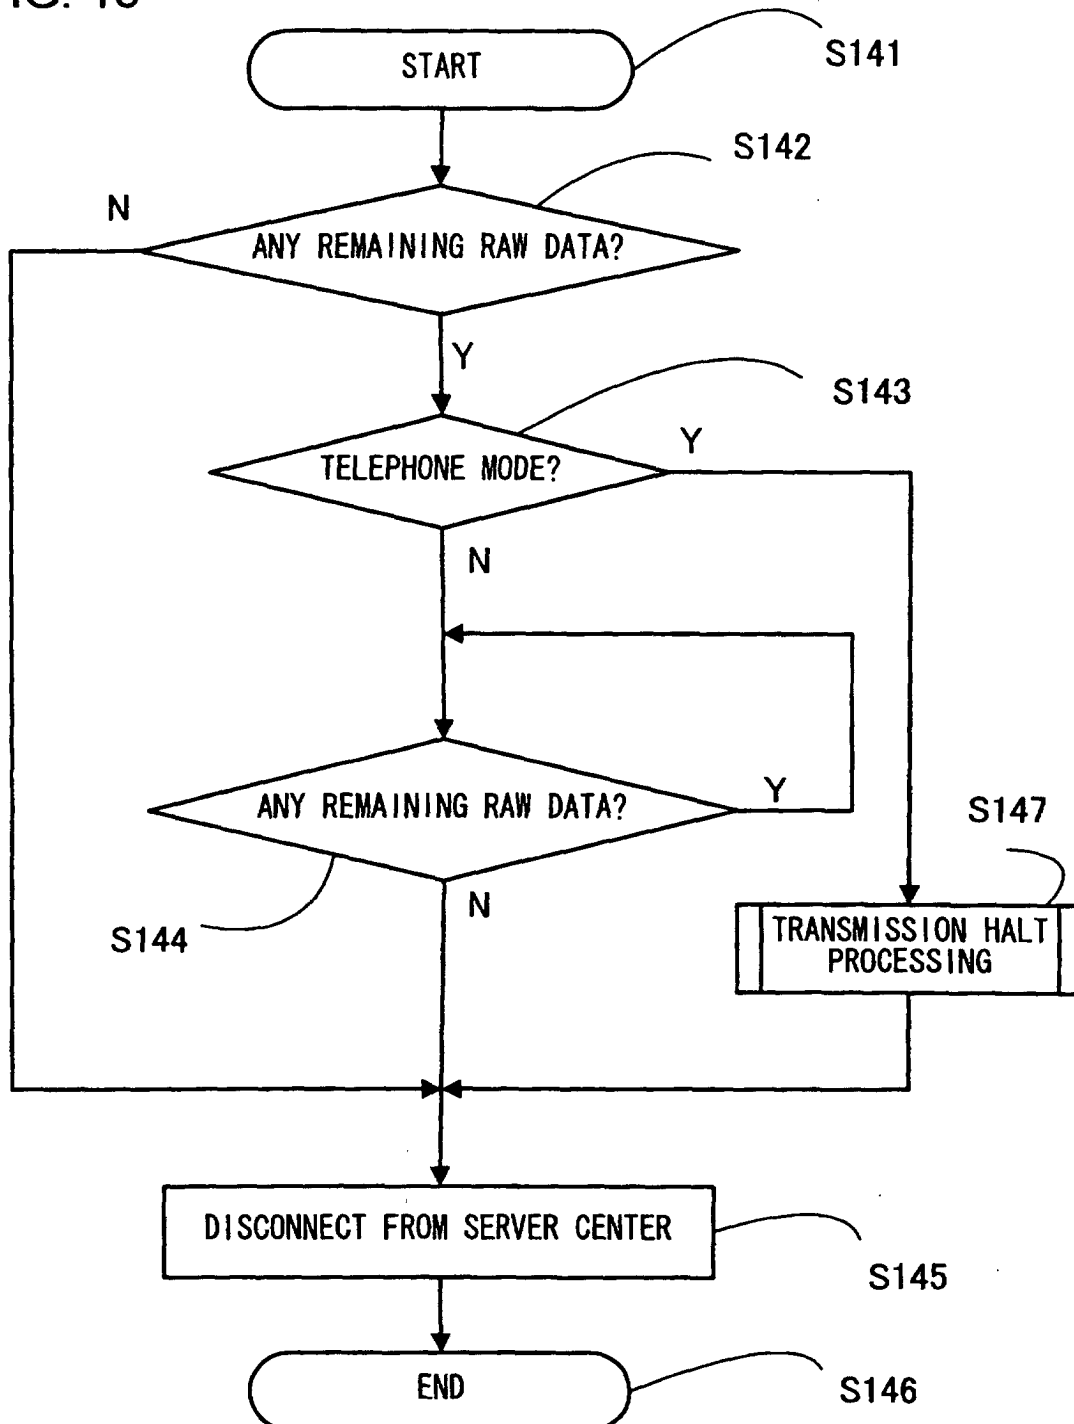 START
S141
S142
N
ANY REMAINING RAW DATA?
Y
S143
TELEPHONE MODE?
Y
N
ANY REMAINING RAW DATA?
Y
S147
N
S144
TRANSMISSION HALT
PROCESSING
DISCONNECT FROM SERVER CENTER
S145
END
S146